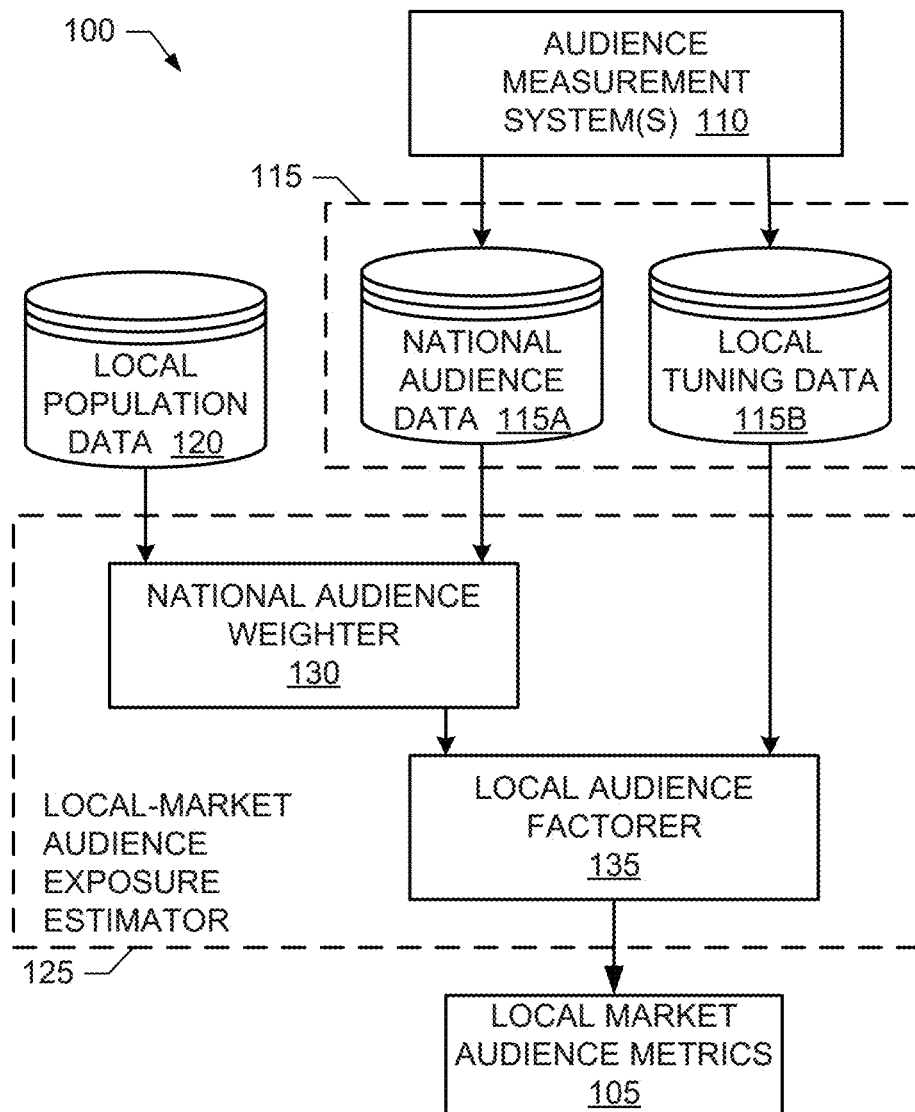 100
AUDIENCE
MEASUREMENT
SYSTEM(S) 110
115
LOCAL
POPULATION
DATA 120
NATIONAL
AUDIENCE
DATA 115A
LOCAL
TUNING DATA
115B
NATIONAL AUDIENCE
WEIGHTER
130
LOCAL AUDIENCE
FACTORER
135
LOCAL-MARKET
AUDIENCE
EXPOSURE
ESTIMATOR
125
LOCAL MARKET
AUDIENCE METRICS
105